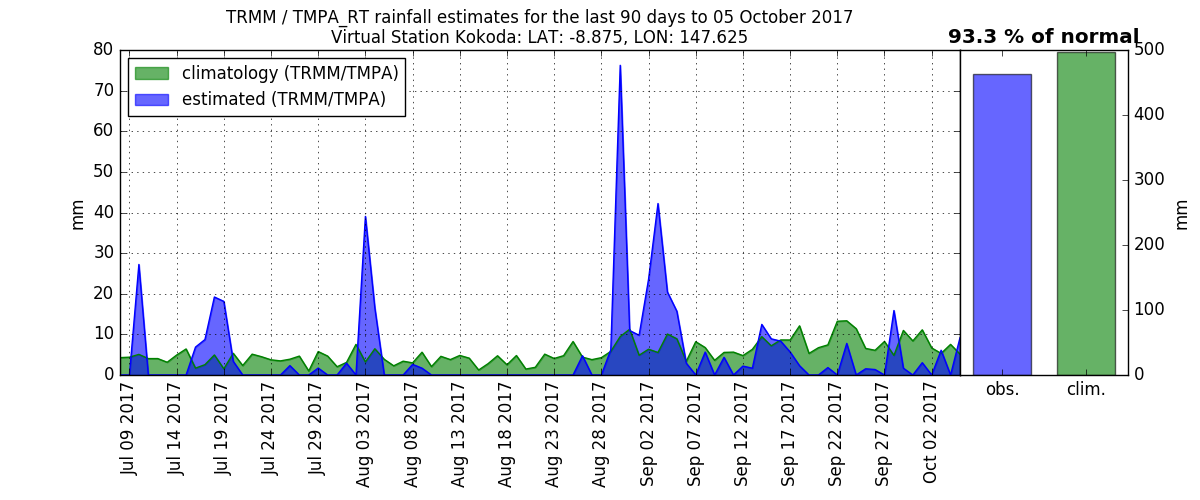 TRMM / TMPA_RT rainfall estimates for the last 90 days to 05 October 2017
Virtual Station Kokoda: LAT: -8.875, LON: 147.625
93.3 % of normal
climatology (TRMM/TMPA)
estimated (TRMM/TMPA)
80
70
60
50
40
30
20
10
0
mm
500
400
300
200
100
0
mm
obs.
clim.
Jul 09 2017
Jul 14 2017
Jul 19 2017
Jul 24 2017
Jul 29 2017
Aug 03 2017
Aug 08 2017
Aug 13 2017
Aug 18 2017
Aug 23 2017
Aug 28 2017
Sep 02 2017
Sep 07 2017
Sep 12 2017
Sep 17 2017
Sep 22 2017
Sep 27 2017
Oct 02 2017